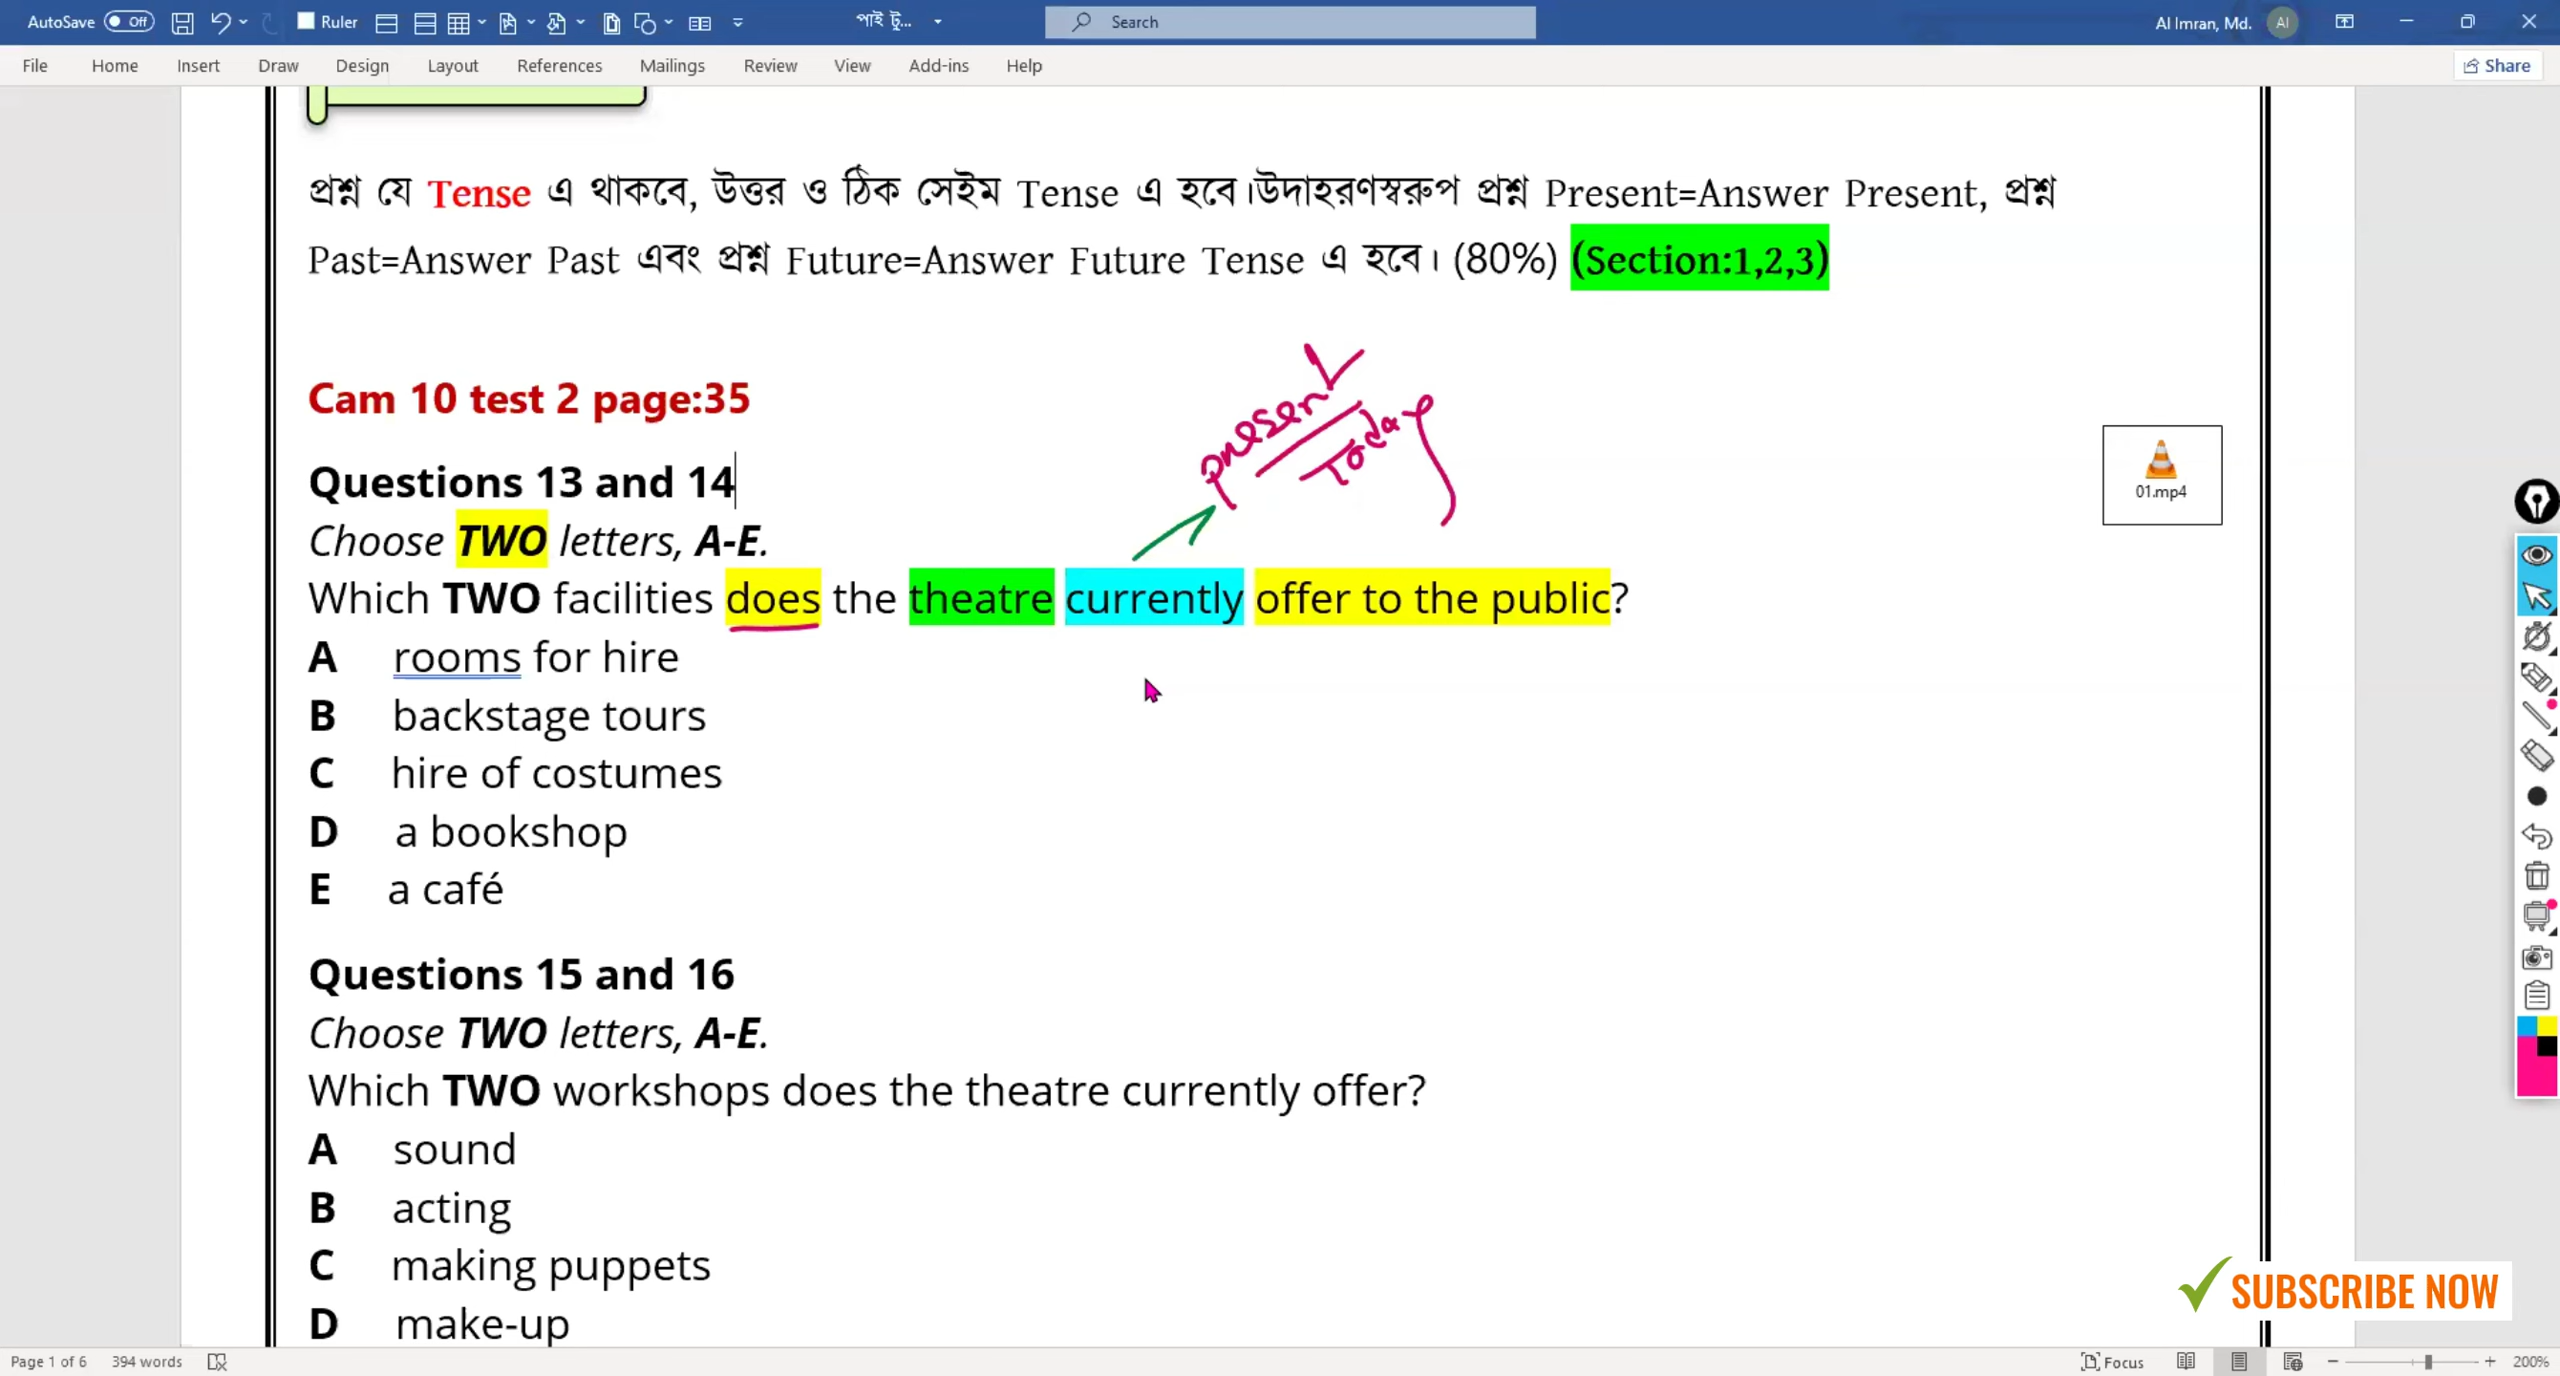 AutoSave Off Ruler পাই টু... Search Al Imran, Md. AI
File Home Insert Draw Design Layout References Mailings Review View Add-ins Help Share
প্রশ্ন যে Tense এ থাকবে, উত্তর ও ঠিক সেইম Tense এ হবে।উদাহরণস্বরুপ প্রশ্ন Present=Answer Present, প্রশ্ন
Past=Answer Past এবং প্রশ্ন Future=Answer Future Tense এ হবে। (80%) (Section:1,2,3)
present
Today
Cam 10 test 2 page:35
01.mp4
Questions 13 and 14
Choose TWO letters, A-E.
Which TWO facilities does the theatre currently offer to the public?
A rooms for hire
B backstage tours
C hire of costumes
D a bookshop
E a café
Questions 15 and 16
Choose TWO letters, A-E.
Which TWO workshops does the theatre currently offer?
A sound
B acting
C making puppets
D make-up
SUBSCRIBE NOW
Page 1 of 6 394 words Focus 200%